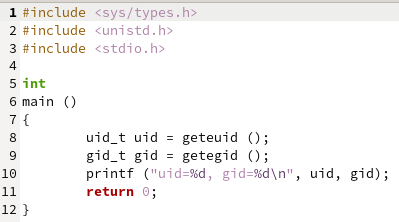 1 #include <sys/types.h>
2 #include <unistd.h>
3 #include <stdio.h>
4
5 int
6 main ()
7 {
8         uid_t uid = geteuid ();
9         gid_t gid = getegid ();
10         printf ("uid=%d, gid=%d\n", uid, gid);
11         return 0;
12 }